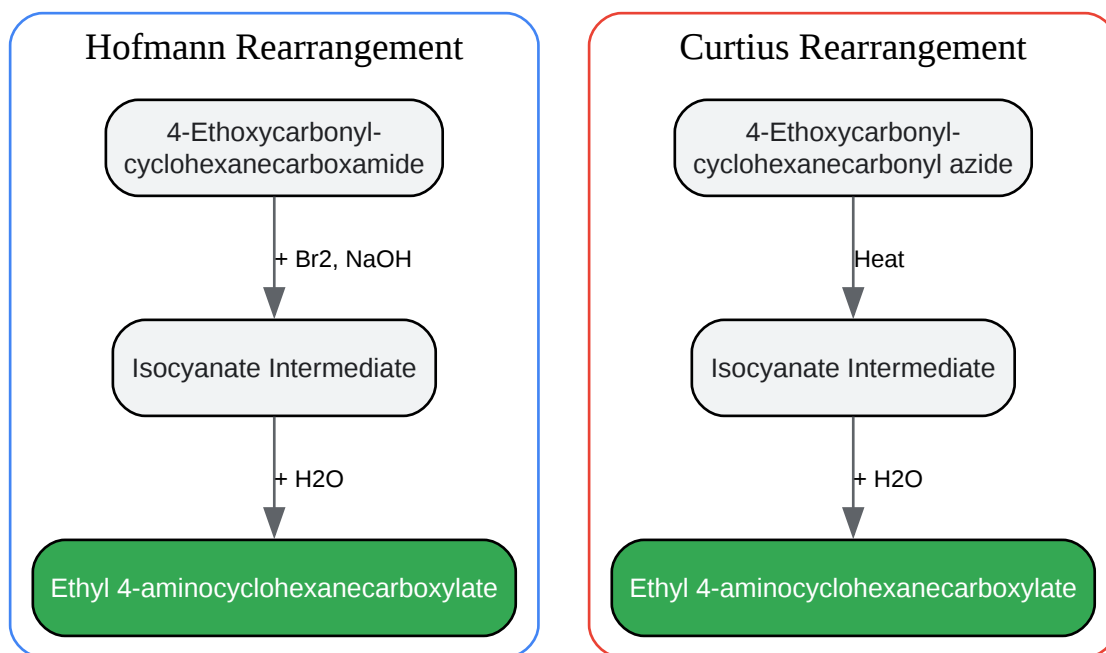 Hofmann Rearrangement
4-Ethoxycarbonyl-
cyclohexanecarboxamide
+ Br2, NaOH
Isocyanate Intermediate
+ H2O
Ethyl 4-aminocyclohexanecarboxylate
Curtius Rearrangement
4-Ethoxycarbonyl-
cyclohexanecarbonyl azide
Heat
Isocyanate Intermediate
+ H2O
Ethyl 4-aminocyclohexanecarboxylate